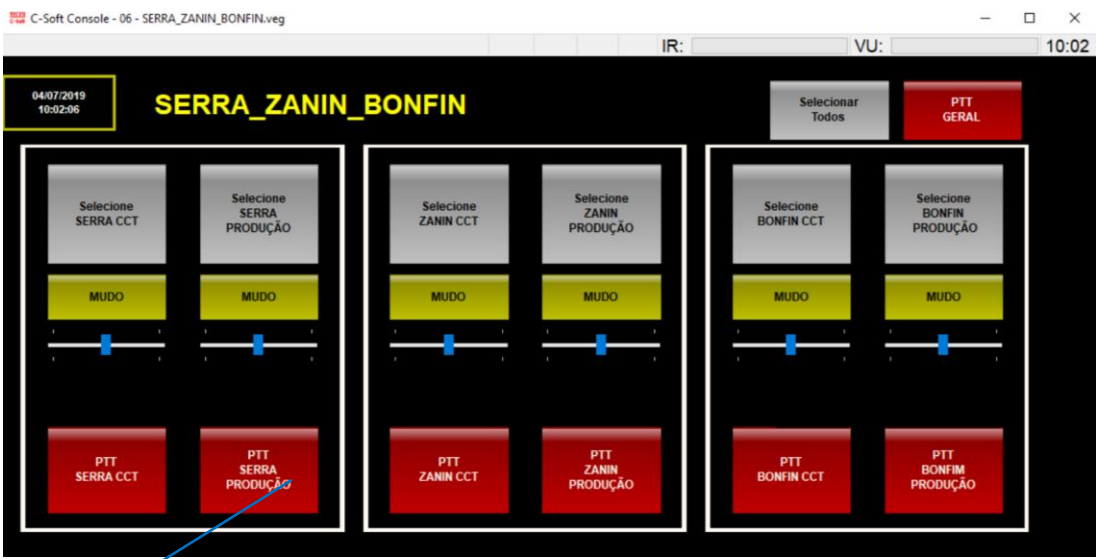 C-Soft Console - 06 - SERRA_ZANIN_BONFIN.veg
IR:
VU:
10:02
04/07/2019
10:02:06
SERRA_ZANIN_BONFIN
Selecionar
Todos
PTT
GERAL
Selecione
SERRA CCT
Selecione
SERRA
PRODUÇÃO
Selecione
ZANIN CCT
Selecione
ZANIN
PRODUÇÃO
Selecione
BONFIN CCT
Selecione
BONFIN
PRODUÇÃO
MUDO
MUDO
MUDO
MUDO
MUDO
MUDO
PTT
SERRA CCT
PTT
SERRA
PRODUÇÃO
PTT
ZANIN CCT
PTT
ZANIN
PRODUÇÃO
PTT
BONFIN CCT
PTT
BONFIM
PRODUÇÃO